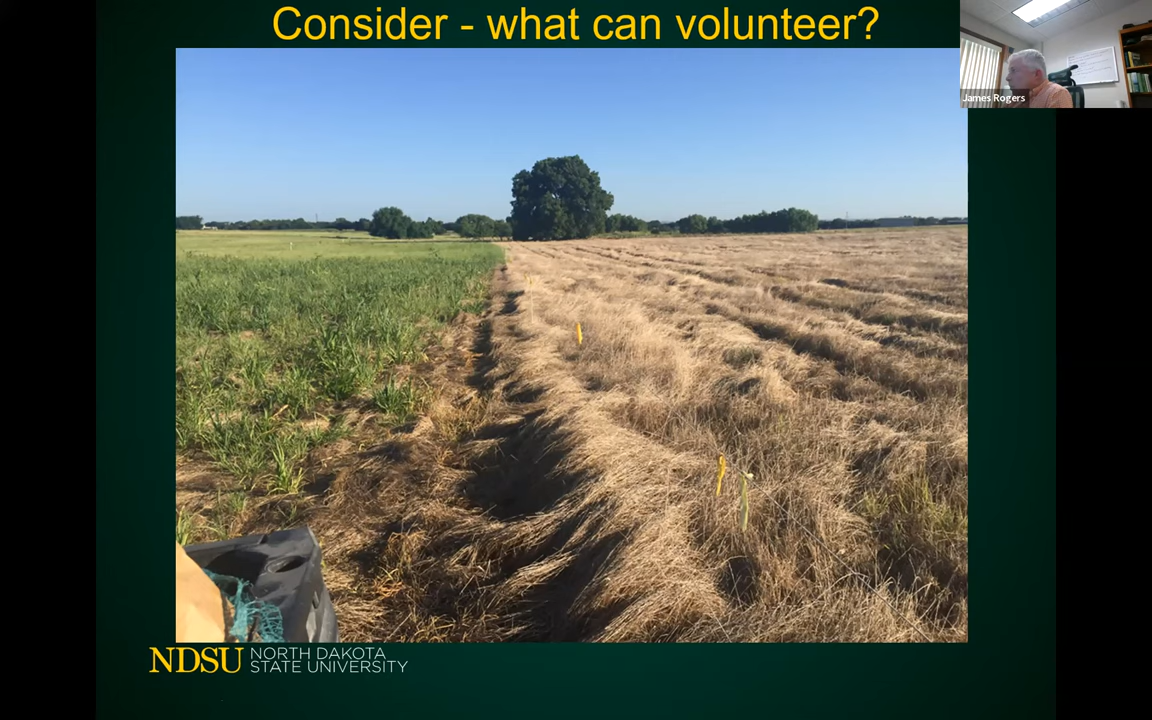 Consider - what can volunteer?
James Rogers
NDSU NORTH DAKOTA
STATE UNIVERSITY